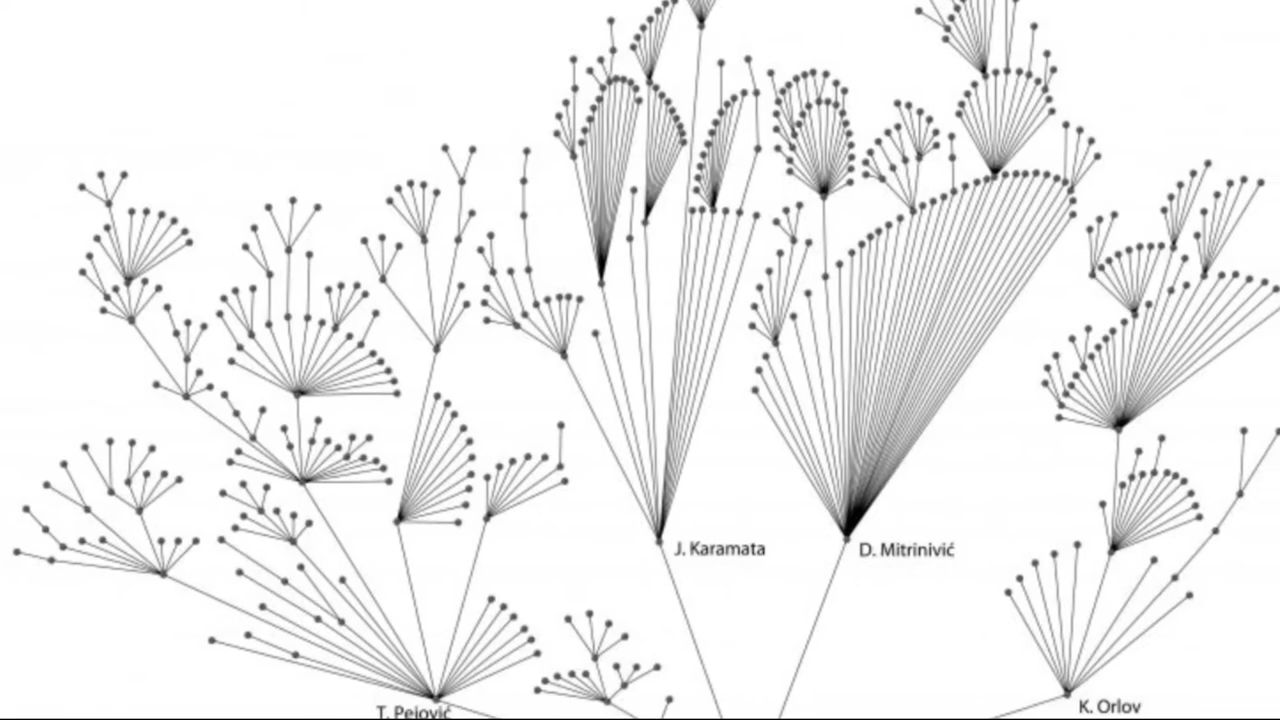 J. Karamata
D. Mitrinivić
T. Pejović
K. Orlov